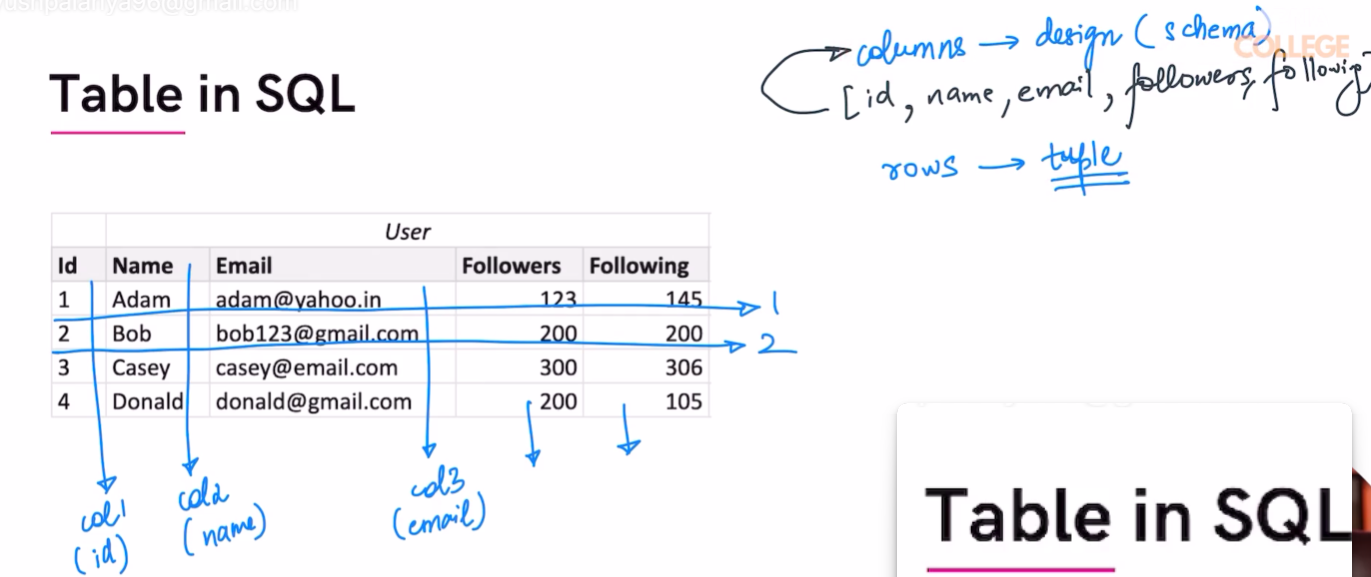 columns → design (schema)
COLLEGE
Table in SQL
[id, name, email, followers, following
rows → tuple
User
Id Name Email Followers Following
1 Adam adam@yahoo.in 123 145
1
2 Bob bob123@gmail.com 200 200
2
3 Casey casey@email.com 300 306
4 Donald donald@gmail.com 200 105
col1
(id)
col2
(name)
col3
(email)
Table in SQL